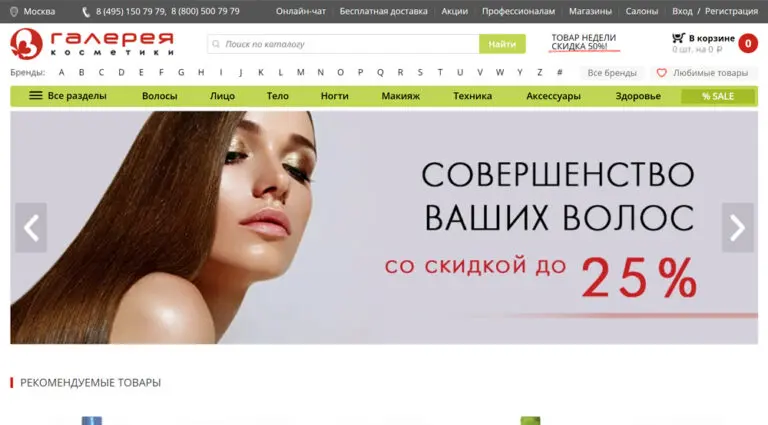 Москва 8 (495) 150 79 79, 8 (800) 500 79 79 Онлайн-чат Бесплатная доставка Акции Профессионалам Магазины Салоны Вход / Регистрация
галерея
косметики
Поиск по каталогу Найти
ТОВАР НЕДЕЛИ
СКИДКА 50%!
В корзине
0 шт. на 0 ₽
0
Бренды: A B C D E F G H I J K L M N O P Q R S T U V W X Y Z # Все бренды Любимые товары
Все разделы Волосы Лицо Тело Ногти Макияж Техника Аксессуары Здоровье % SALE
СОВЕРШЕНСТВО
ВАШИХ ВОЛОС
СО СКИДКОЙ ДО 25%
РЕКОМЕНДУЕМЫЕ ТОВАРЫ